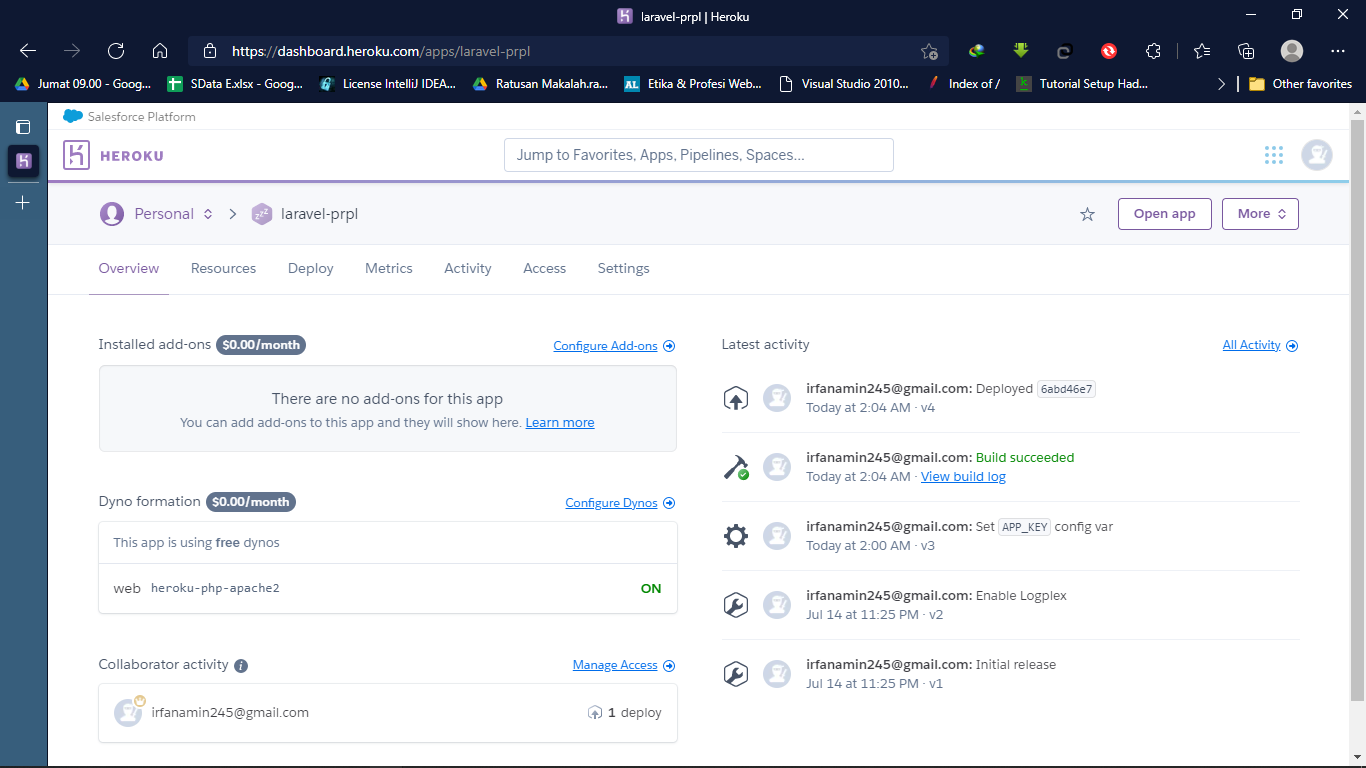 laravel-prpl | Heroku
https://dashboard.heroku.com/apps/laravel-prpl
Jumat 09.00 - Goog...
SData E.xlsx - Goog...
License IntelliJ IDEA...
Ratusan Makalah.ra...
AL
Etika & Profesi Web...
Visual Studio 2010...
Index of /
Tutorial Setup Had...
Other favorites
Salesforce Platform
HEROKU
Jump to Favorites, Apps, Pipelines, Spaces...
Personal
laravel-prpl
Open app
More
Overview
Resources
Deploy
Metrics
Activity
Access
Settings
Installed add-ons $0.00/month
Configure Add-ons
There are no add-ons for this app
You can add add-ons to this app and they will show here. Learn more
Dyno formation $0.00/month
Configure Dynos
This app is using free dynos
web heroku-php-apache2
ON
Collaborator activity
Manage Access
irfanamin245@gmail.com
1 deploy
Latest activity
All Activity
irfanamin245@gmail.com: Deployed 6abd46e7
Today at 2:04 AM · v4
irfanamin245@gmail.com: Build succeeded
Today at 2:04 AM · View build log
irfanamin245@gmail.com: Set APP_KEY config var
Today at 2:00 AM · v3
irfanamin245@gmail.com: Enable Logplex
Jul 14 at 11:25 PM · v2
irfanamin245@gmail.com: Initial release
Jul 14 at 11:25 PM · v1